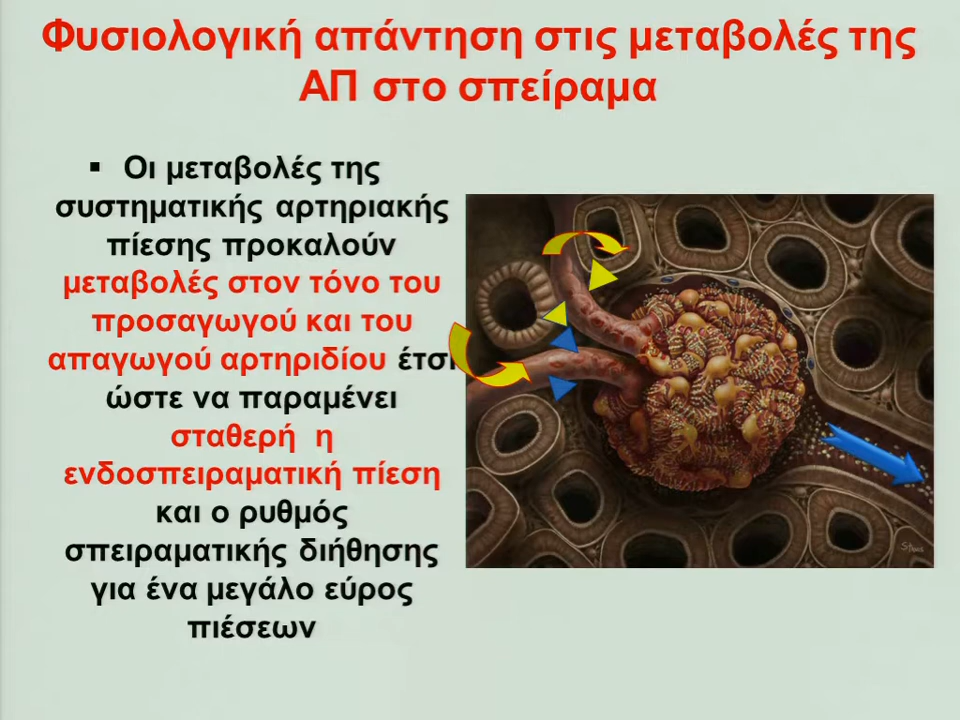 Φυσιολογική απάντηση στις μεταβολές της
ΑΠ στο σπείραμα
▪ Οι μεταβολές της
συστηματικής αρτηριακής
πίεσης προκαλούν
μεταβολές στον τόνο του
προσαγωγού και του
απαγωγού αρτηριδίου έτσι
ώστε να παραμένει
σταθερή η
ενδοσπειραματική πίεση
και ο ρυθμός
σπειραματικής διήθησης
για ένα μεγάλο εύρος
πιέσεων